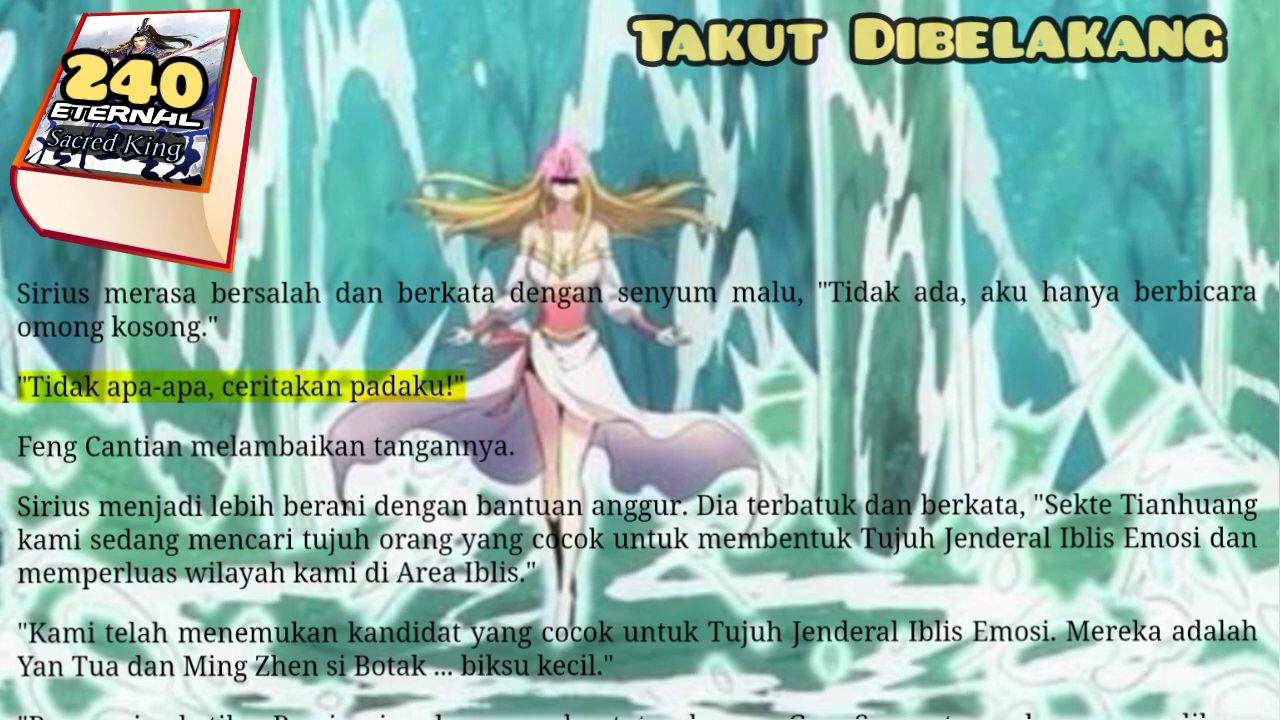 Takut Dibelakang
240
ETERNAL
Sacred King
Sirius merasa bersalah dan berkata dengan senyum malu, "Tidak ada, aku hanya berbicara
omong kosong."
"Tidak apa-apa, ceritakan padaku!"
Feng Cantian melambaikan tangannya.
Sirius menjadi lebih berani dengan bantuan anggur. Dia terbatuk dan berkata, "Sekte Tianhuang
kami sedang mencari tujuh orang yang cocok untuk membentuk Tujuh Jenderal Iblis Emosi dan
memperluas wilayah kami di Area Iblis."
"Kami telah menemukan kandidat yang cocok untuk Tujuh Jenderal Iblis Emosi. Mereka adalah
Yan Tua dan Ming Zhen si Botak ... biksu kecil."